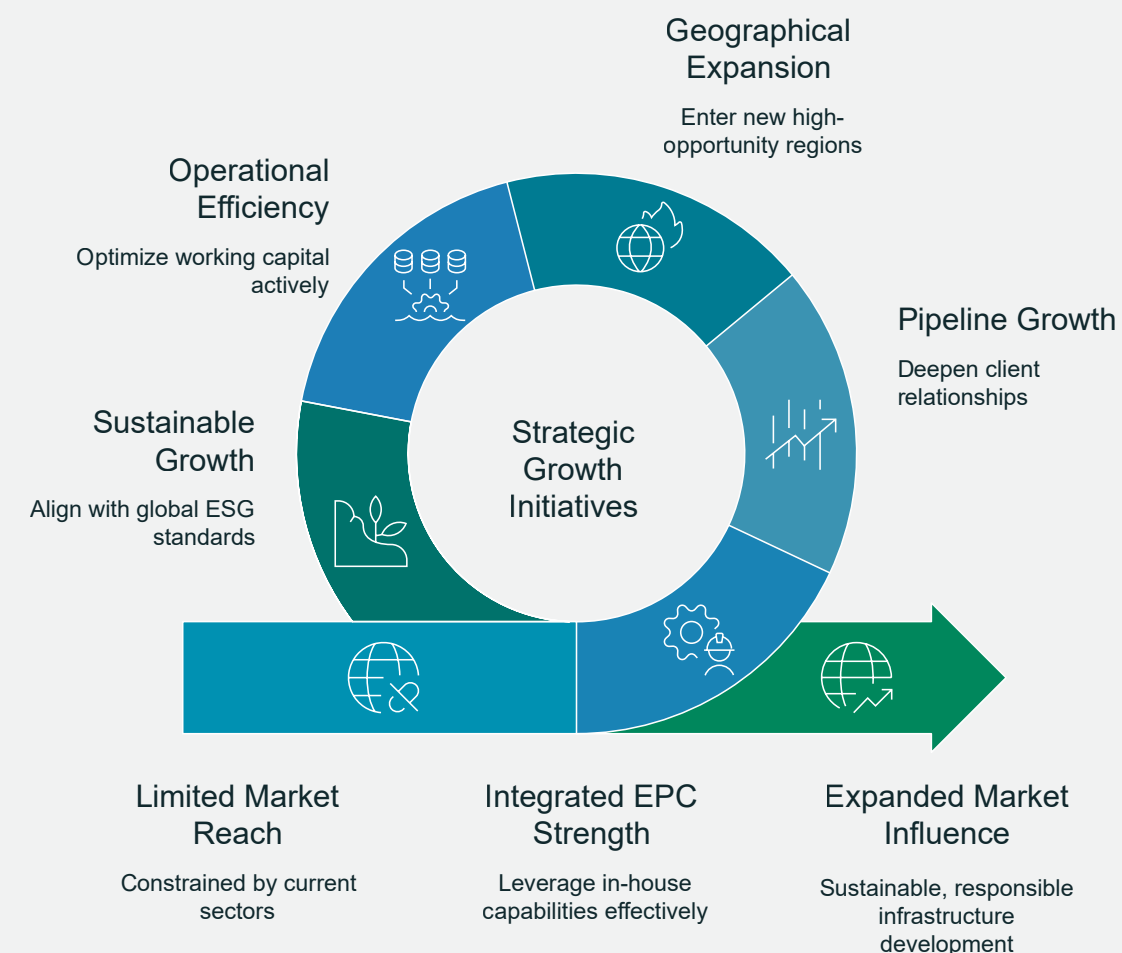 Geographical
Expansion
Enter new high-
opportunity regions
Operational
Efficiency
Optimize working capital
actively
Pipeline Growth
Deepen client
relationships
Sustainable
Growth
Align with global ESG
standards
Strategic
Growth
Initiatives
Limited Market
Reach
Constrained by current
sectors
Integrated EPC
Strength
Leverage in-house
capabilities effectively
Expanded Market
Influence
Sustainable, responsible
infrastructure
development